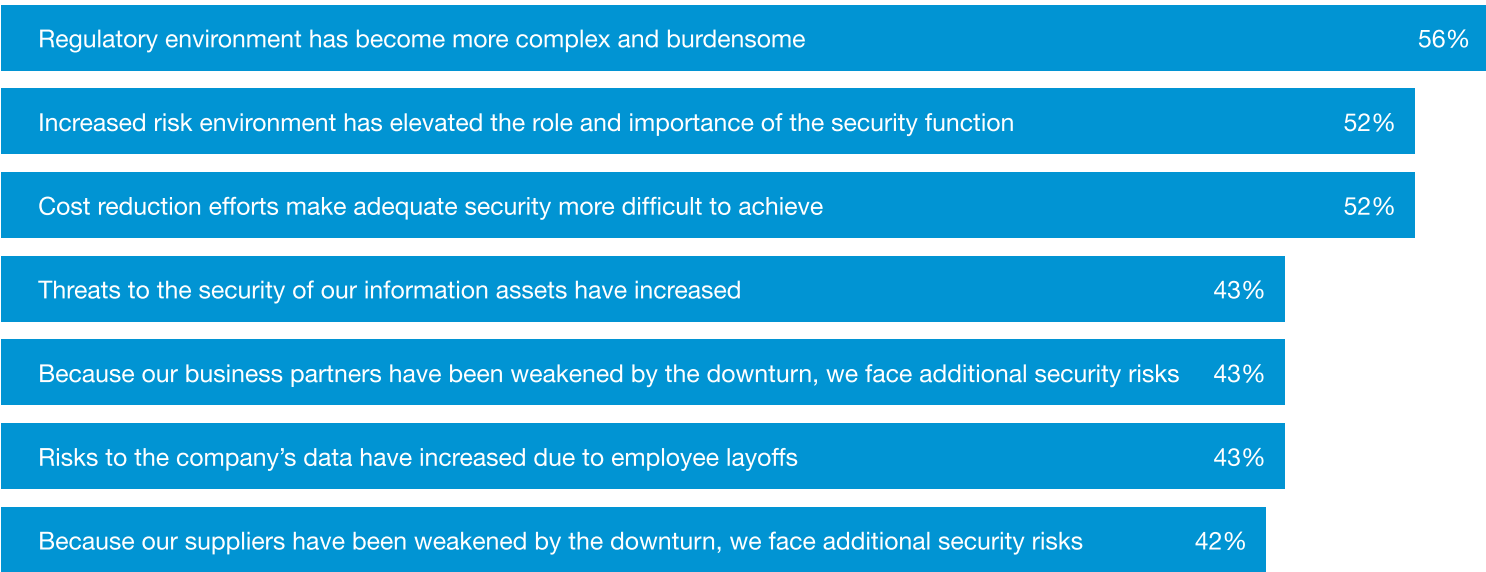 Regulatory environment has become more complex and burdensome 56%
Increased risk environment has elevated the role and importance of the security function 52%
Cost reduction efforts make adequate security more difficult to achieve 52%
Threats to the security of our information assets have increased 43%
Because our business partners have been weakened by the downturn, we face additional security risks 43%
Risks to the company’s data have increased due to employee layoffs 43%
Because our suppliers have been weakened by the downturn, we face additional security risks 42%